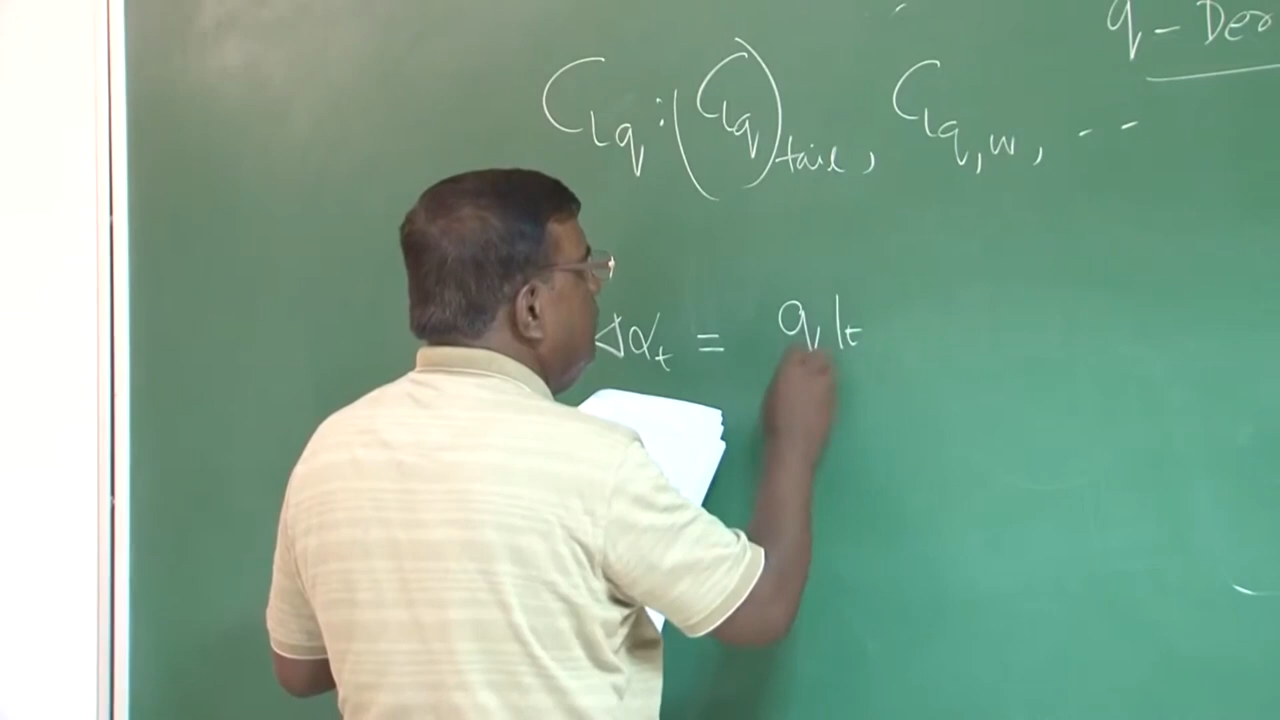 q - Der
C_Lq : (C_Lq)_tail, C_Lq,w, --
Δα_t = q l_t